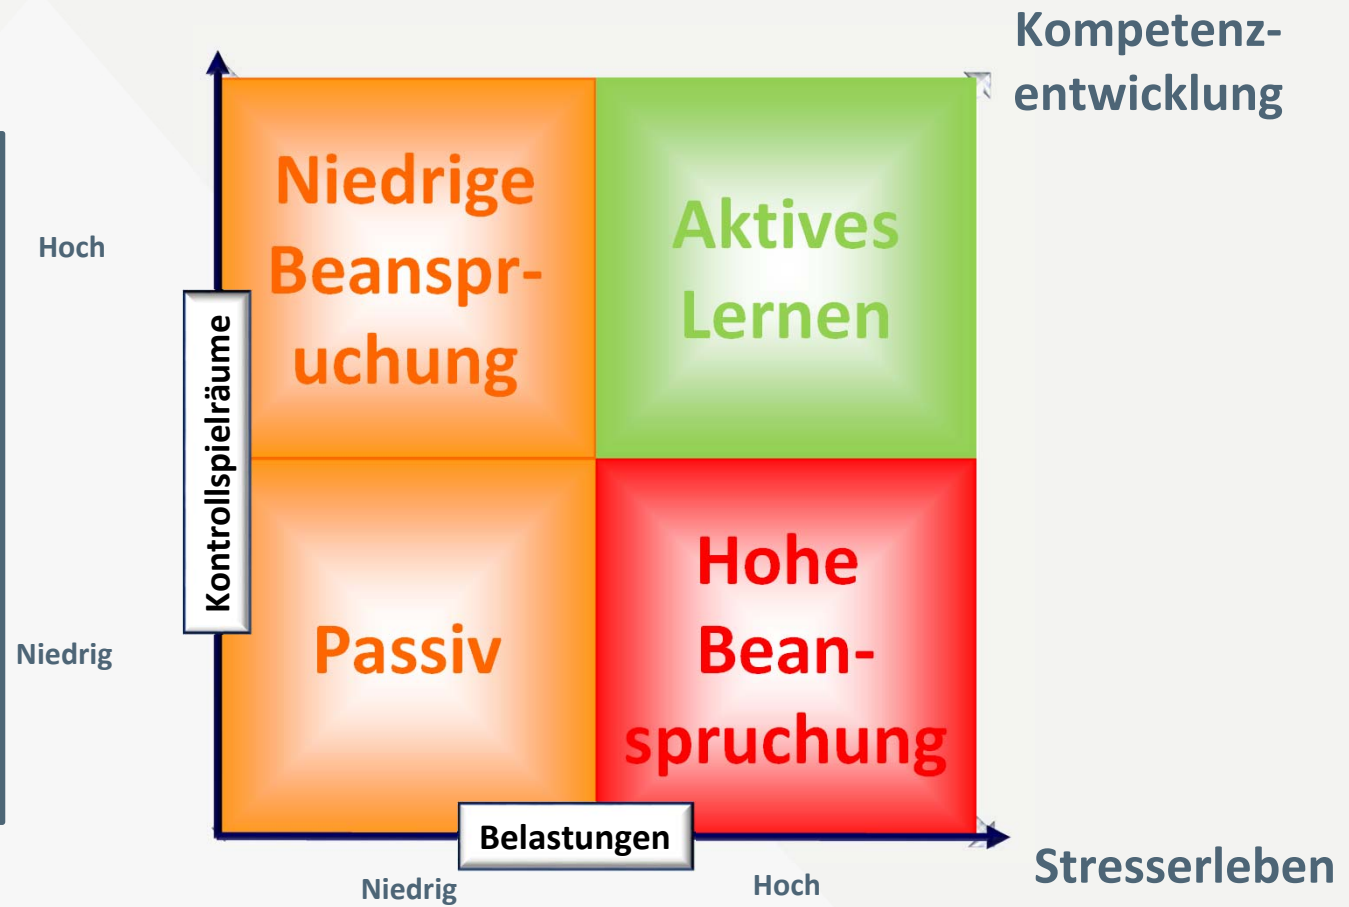 Kompetenz-
entwicklung
Niedrige
Beanspr-
uchung
Aktives
Lernen
Hoch
Kontrollspielräume
Niedrig
Passiv
Hohe
Bean-
spruchung
Belastungen
Stresserleben
Niedrig
Hoch